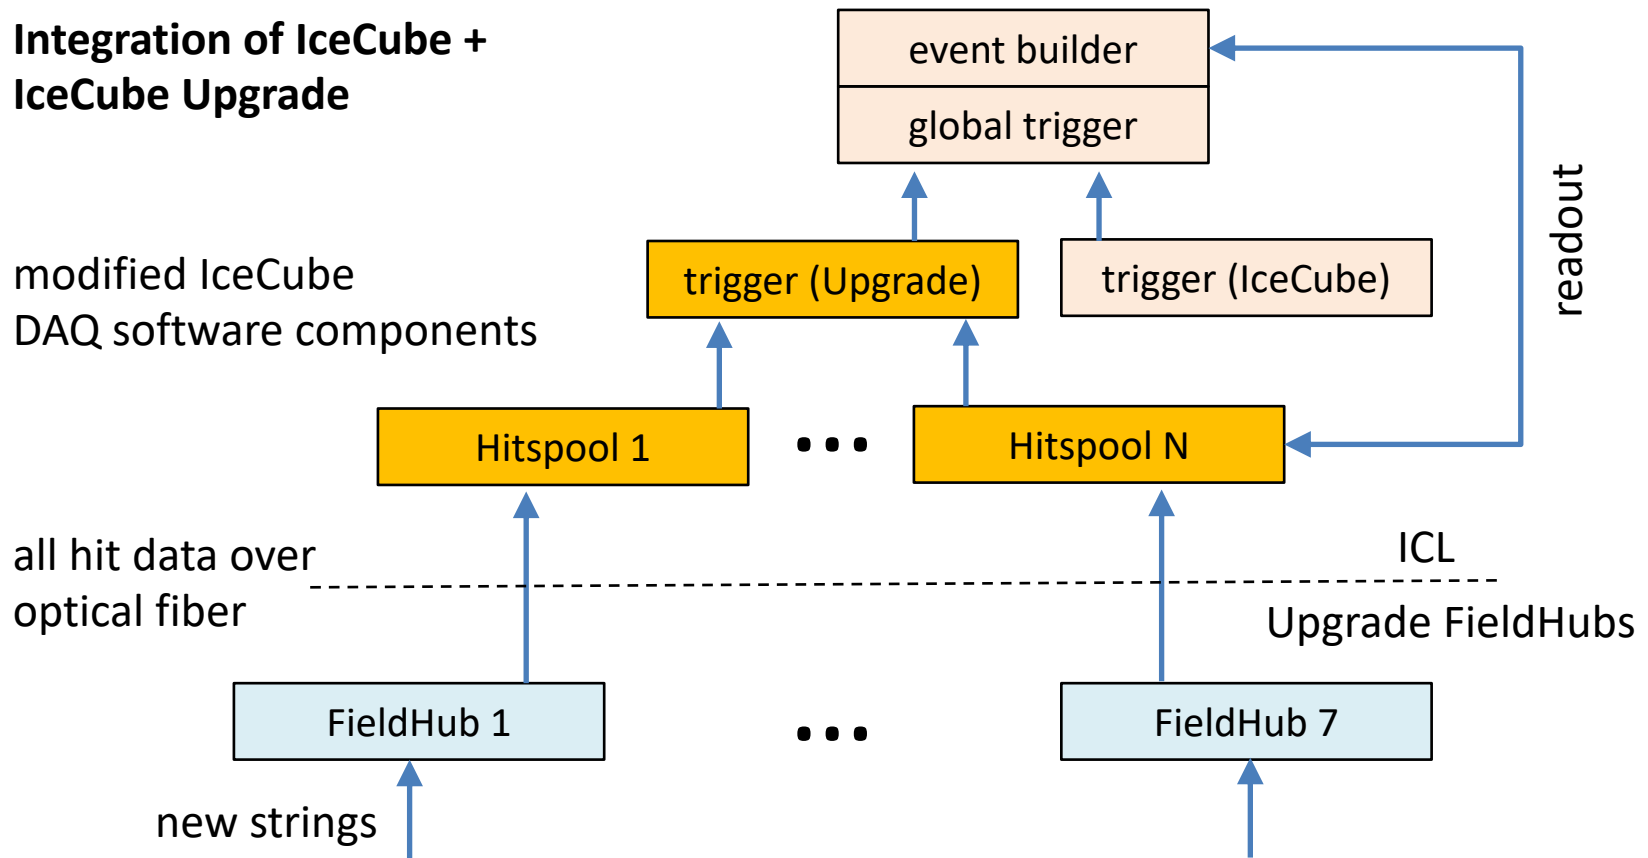 Integration of IceCube +
IceCube Upgrade
event builder
global trigger
readout
modified IceCube
DAQ software components
trigger (Upgrade)
trigger (IceCube)
Hitspool 1
...
Hitspool N
all hit data over
optical fiber
ICL
Upgrade FieldHubs
FieldHub 1
...
FieldHub 7
new strings